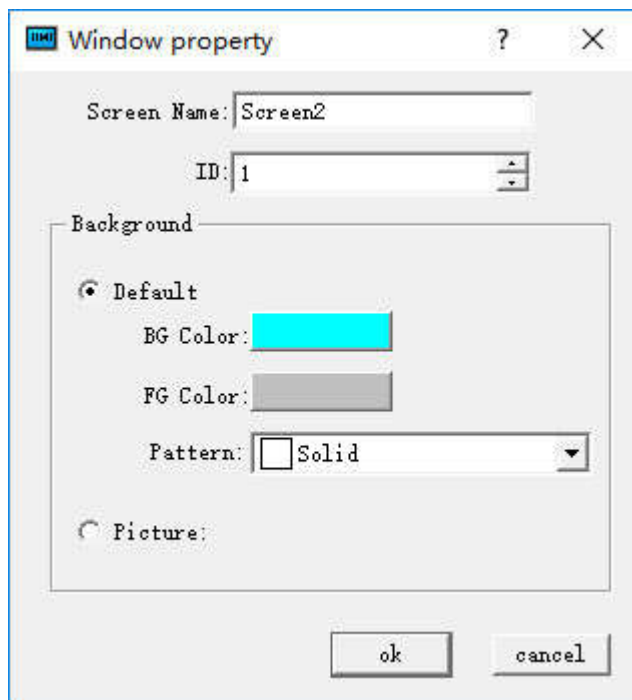 Window property ?
Screen Name: Screen2
ID: 1
Background
Default
BG Color:
FG Color:
Pattern: Solid
Picture:
ok cancel